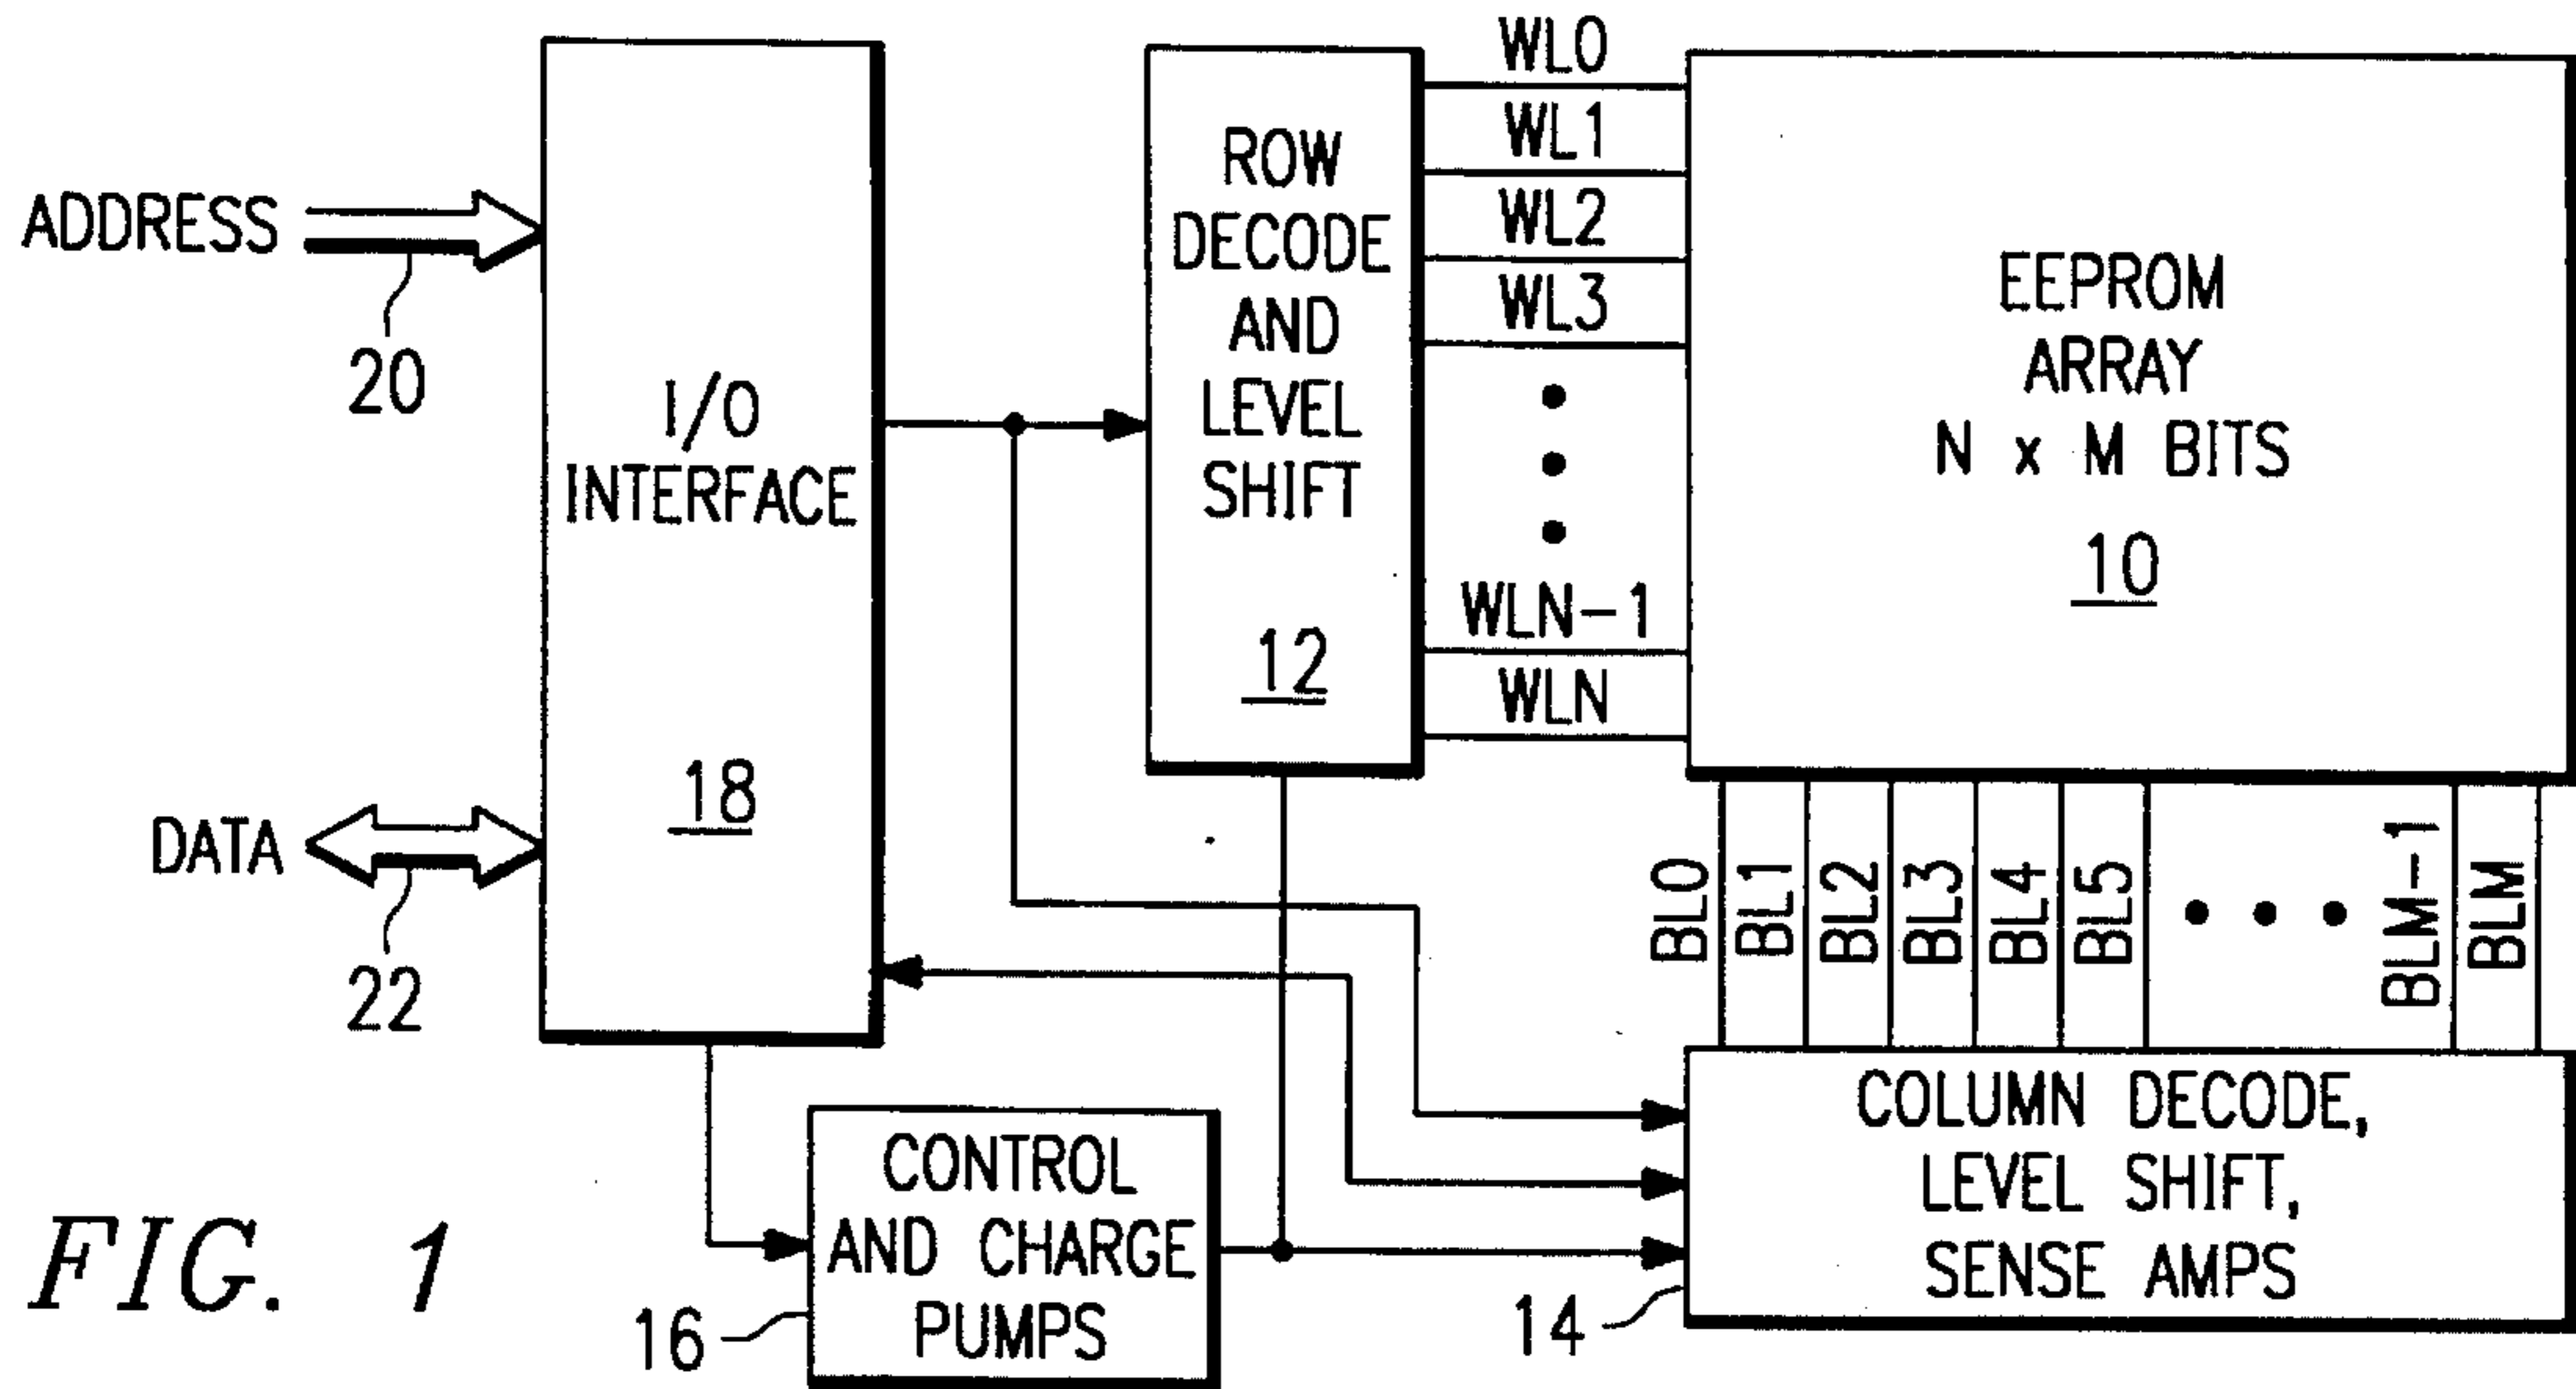 ADDRESS
20
DATA
22
I/O
INTERFACE
18
ROW
DECODE
AND
LEVEL
SHIFT
12
WL0
WL1
WL2
WL3
WLN-1
WLN
EEPROM
ARRAY
N x M BITS
10
BL0
BL1
BL2
BL3
BL4
BL5
BLM-1
BLM
CONTROL
AND CHARGE
PUMPS
16
COLUMN DECODE,
LEVEL SHIFT,
SENSE AMPS
14
FIG. 1